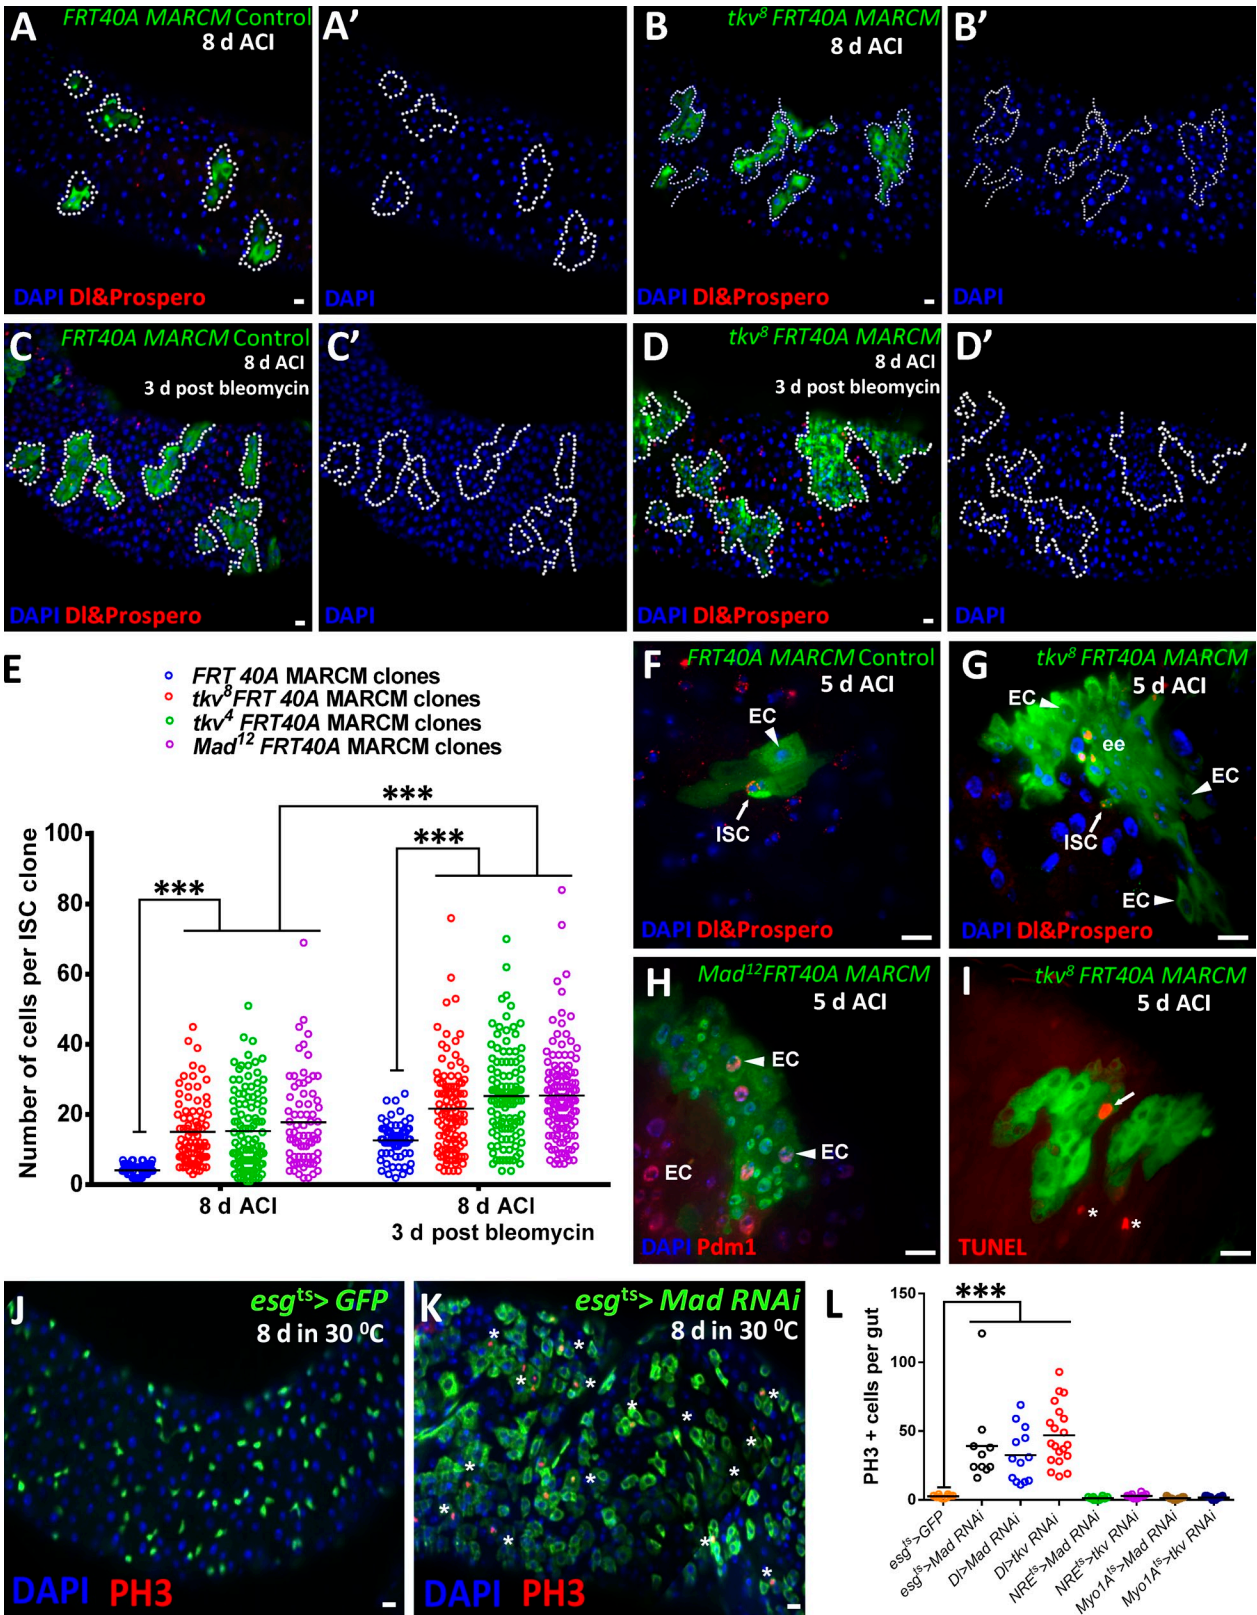 A
FRT40A MARCM Control
8 d ACI
DAPI Dl&Prospero
A’
DAPI
B
tkv8 FRT40A MARCM
8 d ACI
DAPI Dl&Prospero
B’
DAPI
C
FRT40A MARCM Control
8 d ACI
3 d post bleomycin
DAPI Dl&Prospero
C’
DAPI
D
tkv8 FRT40A MARCM
8 d ACI
3 d post bleomycin
DAPI Dl&Prospero
D’
DAPI
E
FRT 40A MARCM clones
tkv8FRT 40A MARCM clones
tkv4 FRT40A MARCM clones
Mad12 FRT40A MARCM clones
Number of cells per ISC clone
100
80
60
40
20
0
***
***
***
8 d ACI
8 d ACI
3 d post bleomycin
F
FRT40A MARCM Control
5 d ACI
EC
ISC
DAPI Dl&Prospero
G
tkv8 FRT40A MARCM
5 d ACI
EC
ee
EC
ISC
EC
DAPI Dl&Prospero
H
Mad12FRT40A MARCM
5 d ACI
EC
EC
EC
DAPI Pdm1
I
tkv8 FRT40A MARCM
5 d ACI
*
*
TUNEL
J
esgts> GFP
8 d in 30 0C
DAPI PH3
K
esgts> Mad RNAi
8 d in 30 0C
DAPI PH3
L
PH3 + cells per gut
150
100
50
0
***
esgts>GFP
esgts>Mad RNAi
Dl>Mad RNAi
Dl>tkv RNAi
NREts>Mad RNAi
NREts>tkv RNAi
Myo1Ats>Mad RNAi
Myo1Ats>tkv RNAi